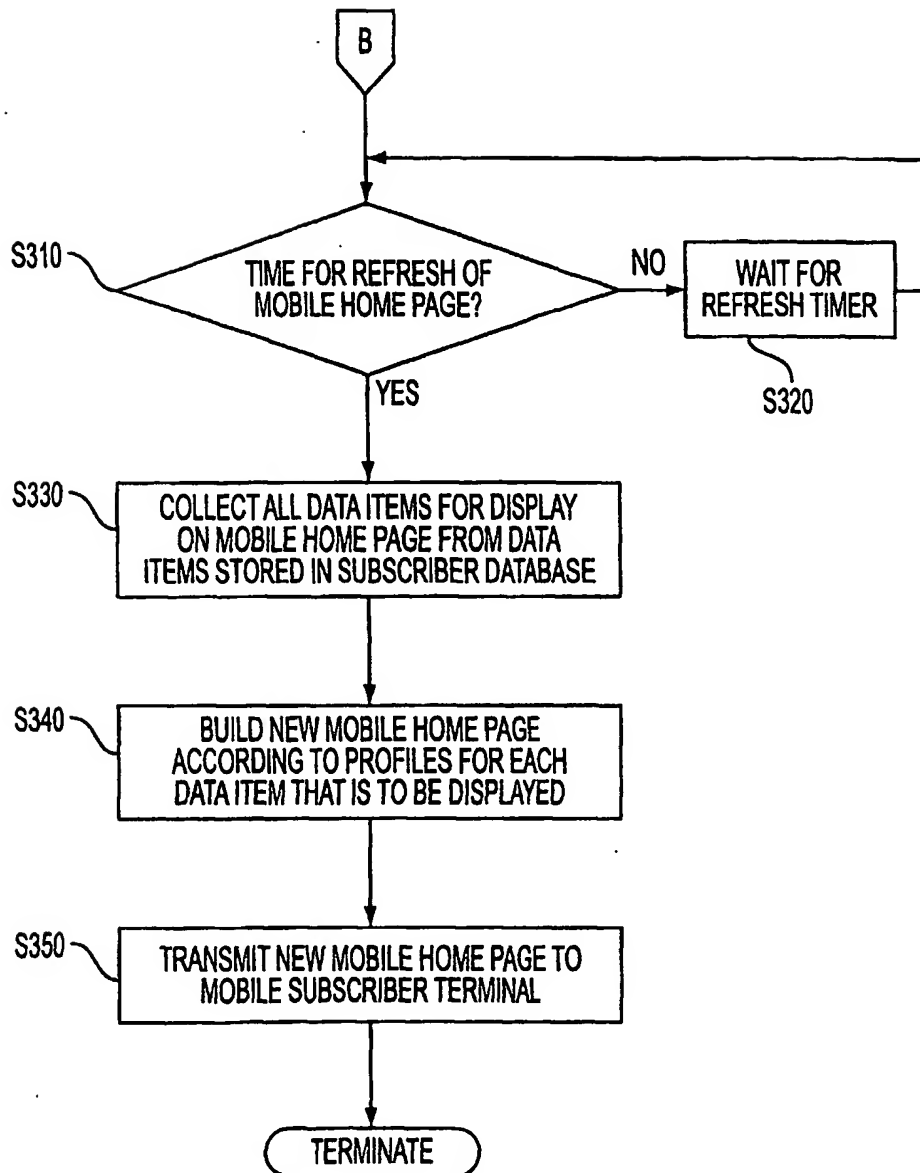 B
S310
TIME FOR REFRESH OF
MOBILE HOME PAGE?
NO
WAIT FOR
REFRESH TIMER
S320
YES
S330
COLLECT ALL DATA ITEMS FOR DISPLAY
ON MOBILE HOME PAGE FROM DATA
ITEMS STORED IN SUBSCRIBER DATABASE
S340
BUILD NEW MOBILE HOME PAGE
ACCORDING TO PROFILES FOR EACH
DATA ITEM THAT IS TO BE DISPLAYED
S350
TRANSMIT NEW MOBILE HOME PAGE TO
MOBILE SUBSCRIBER TERMINAL
TERMINATE